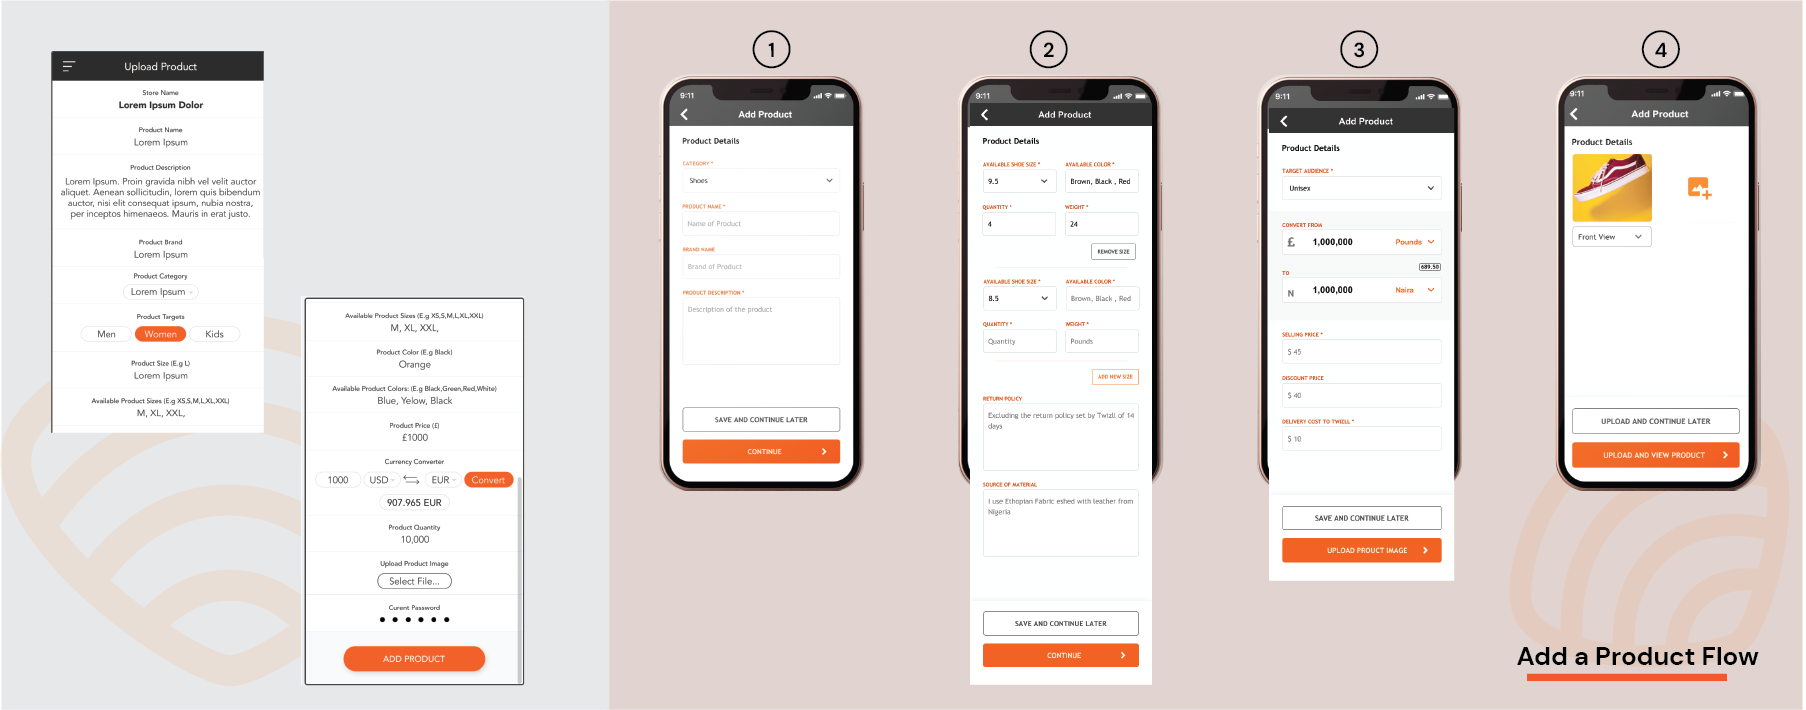 Upload Product
Store Name
Lorem Ipsum Dolor
Product Name
Lorem Ipsum
Product Description
Lorem Ipsum. Proin gravida nibh vel velit auctor
aliquet. Aenean sollicitudin, lorem quis bibendum
auctor, nisi elit consequat ipsum, nubia nostra,
per inceptos himenaeos. Mauris in erat justo.
Product Brand
Lorem Ipsum
Product Category
Lorem Ipsum
Product Targets
Men Women Kids
Product Size (E.g L)
Lorem Ipsum
Available Product Sizes (E.g XS,S,M,L,XL,XXL)
M, XL, XXL,
Available Product Sizes (E.g XS,S,M,L,XL,XXL)
M, XL, XXL,
Product Color (E.g Black)
Orange
Available Product Colors: (E.g Black,Green,Red,White)
Blue, Yelow, Black
Product Price (£)
£1000
Currency Converter
1000 USD EUR Convert
907.965 EUR
Product Quantity
10,000
Upload Product Image
Select File...
Curent Password
ADD PRODUCT
1
9:11
Add Product
Product Details
CATEGORY *
Shoes
PRODUCT NAME *
Name of Product
BRAND NAME
Brand of Product
PRODUCT DESCRIPTION *
Description of the product
SAVE AND CONTINUE LATER
CONTINUE
2
9:11
Add Product
Product Details
AVAILABLE SHOE SIZE * AVAILABLE COLOR *
9.5 Brown, Black , Red
QUANTITY * WEIGHT *
4 24
REMOVE SIZE
AVAILABLE SHOE SIZE * AVAILABLE COLOR *
8.5 Brown, Black , Red
QUANTITY * WEIGHT *
Quantity Pounds
ADD NEW SIZE
RETURN POLICY
Excluding the return policy set by Twizll of 14
days
SOURCE OF MATERIAL
I use Ethopian Fabric eshed with leather from
Nigeria
SAVE AND CONTINUE LATER
CONTINUE
3
9:11
Add Product
Product Details
TARGET AUDIENCE *
Unisex
CONVERT FROM
£ 1,000,000 Pounds
689.50
TO
N 1,000,000 Naira
SELLING PRICE *
$ 45
DISCOUNT PRICE
$ 40
DELIVERY COST TO TWIZLL *
$ 10
SAVE AND CONTINUE LATER
UPLOAD PROUCT IMAGE
4
9:11
Add Product
Product Details
Front View
UPLOAD AND CONTINUE LATER
UPLOAD AND VIEW PRODUCT
Add a Product Flow